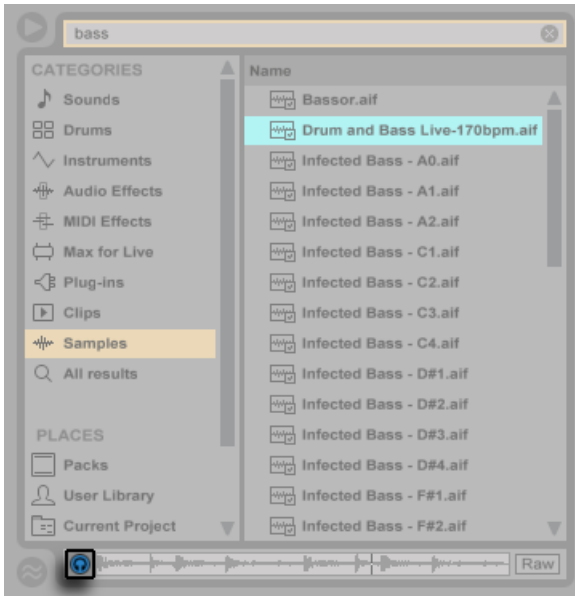 bass
CATEGORIES
Sounds
Drums
Instruments
Audio Effects
MIDI Effects
Max for Live
Plug-ins
Clips
Samples
All results
PLACES
Packs
User Library
Current Project
Name
Bassor.aif
Drum and Bass Live-170bpm.aif
Infected Bass - A0.aif
Infected Bass - A1.aif
Infected Bass - A2.aif
Infected Bass - C1.aif
Infected Bass - C2.aif
Infected Bass - C3.aif
Infected Bass - C4.aif
Infected Bass - D#1.aif
Infected Bass - D#2.aif
Infected Bass - D#3.aif
Infected Bass - D#4.aif
Infected Bass - F#1.aif
Infected Bass - F#2.aif
Raw